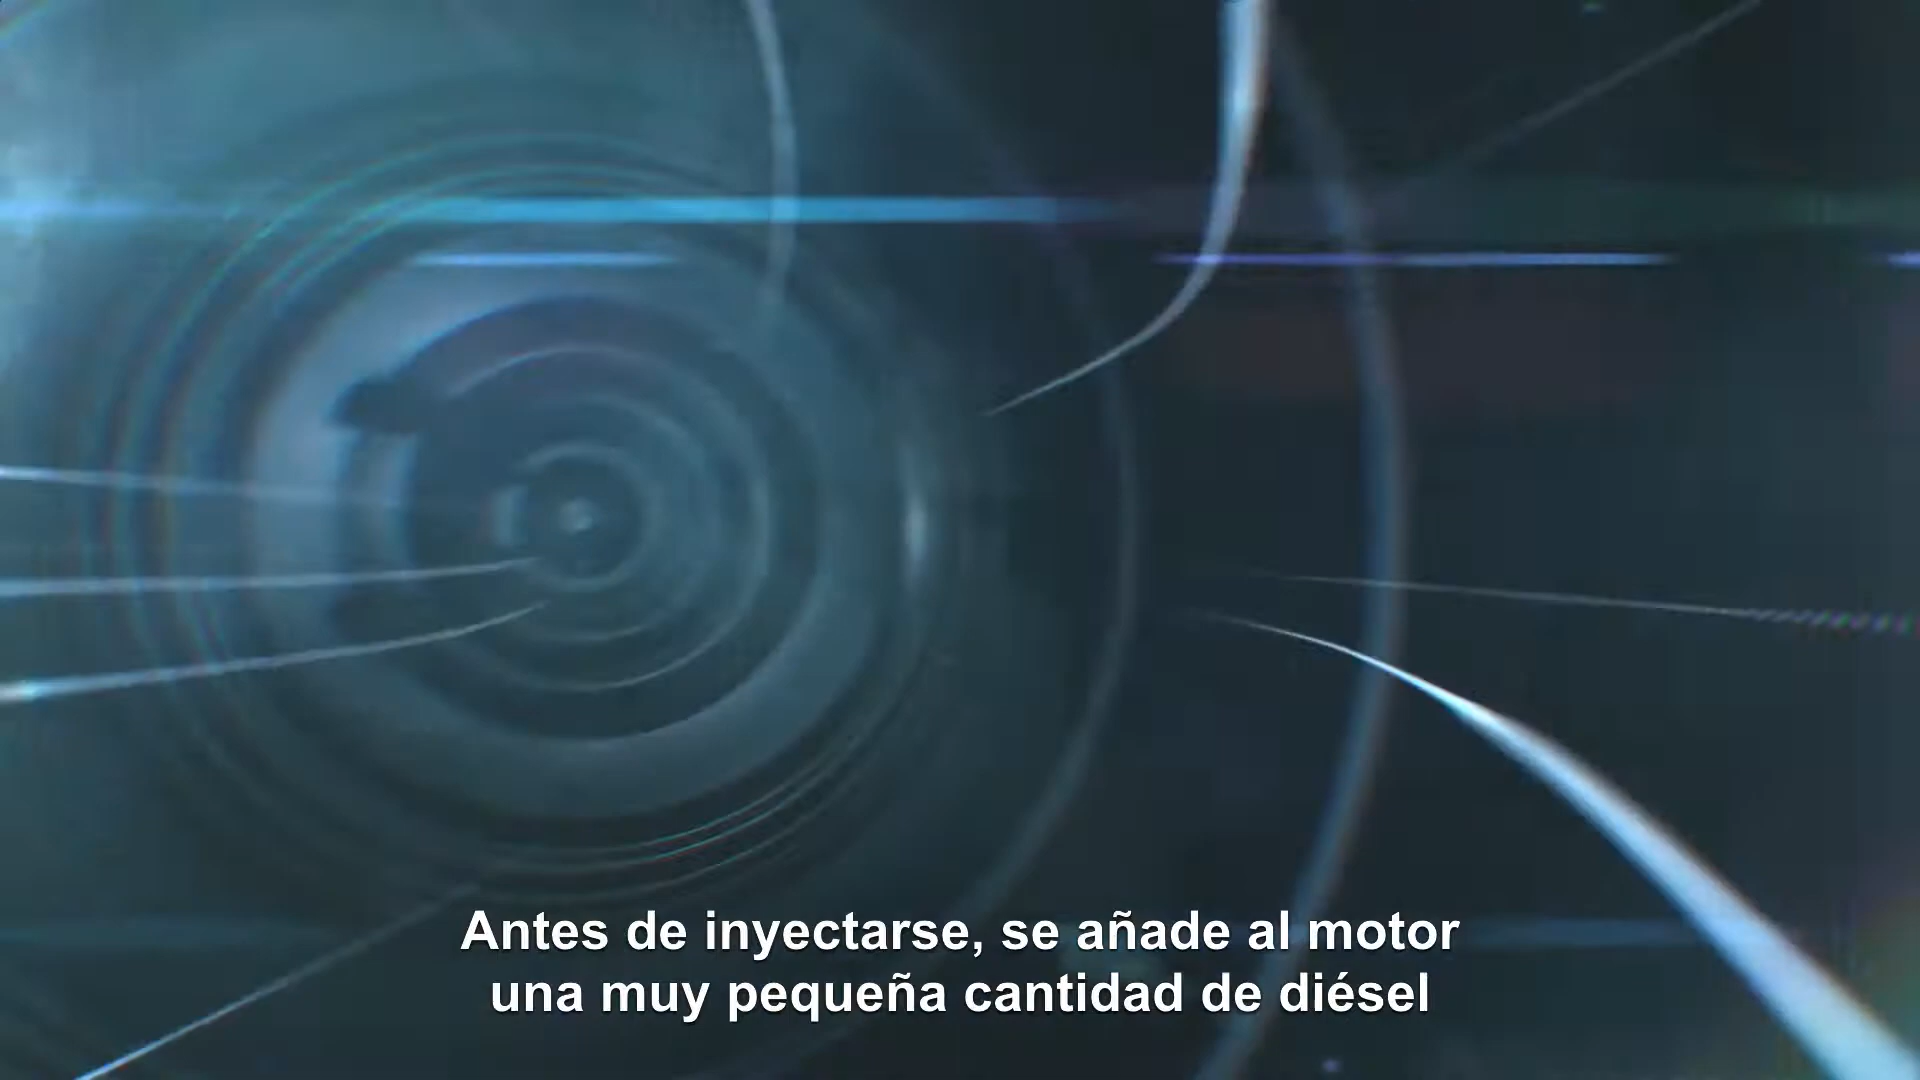 Antes de inyectarse, se añade al motor
una muy pequeña cantidad de diésel